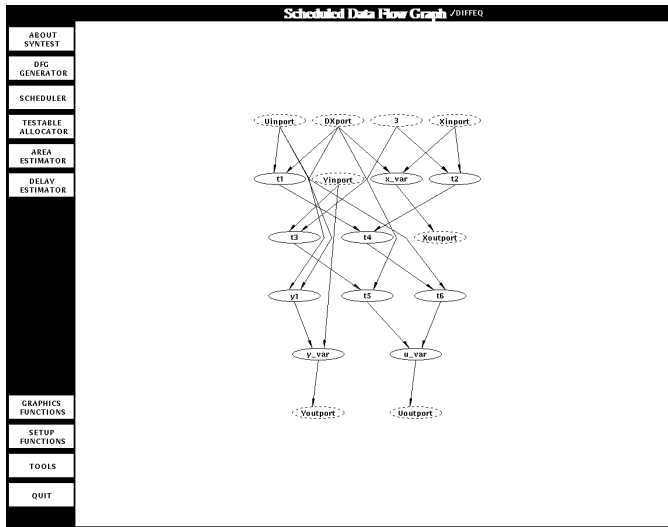 Scheduled Data Flow Graph ./DIFFEQ
ABOUT
SYNTEST
DFG
GENERATOR
SCHEDULER
TESTABLE
ALLOCATOR
AREA
ESTIMATOR
DELAY
ESTIMATOR
Uinport DXport 3 Xinport
t1 Yinport x_var t2
t3 t4 Xoutport
y1 t5 t6
y_var u_var
Youtport Uoutport
GRAPHICS
FUNCTIONS
SETUP
FUNCTIONS
TOOLS
QUIT